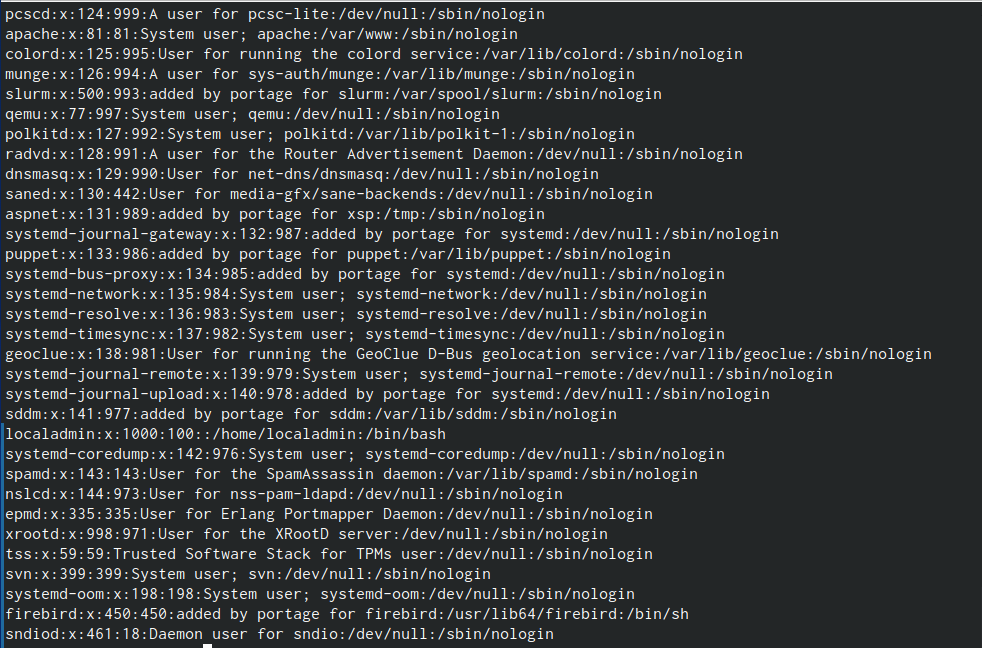 pcscd:x:124:999:A user for pcsc-lite:/dev/null:/sbin/nologin
apache:x:81:81:System user; apache:/var/www:/sbin/nologin
colord:x:125:995:User for running the colord service:/var/lib/colord:/sbin/nologin
munge:x:126:994:A user for sys-auth/munge:/var/lib/munge:/sbin/nologin
slurm:x:500:993:added by portage for slurm:/var/spool/slurm:/sbin/nologin
qemu:x:77:997:System user; qemu:/dev/null:/sbin/nologin
polkitd:x:127:992:System user; polkitd:/var/lib/polkit-1:/sbin/nologin
radvd:x:128:991:A user for the Router Advertisement Daemon:/dev/null:/sbin/nologin
dnsmasq:x:129:990:User for net-dns/dnsmasq:/dev/null:/sbin/nologin
saned:x:130:442:User for media-gfx/sane-backends:/dev/null:/sbin/nologin
aspnet:x:131:989:added by portage for xsp:/tmp:/sbin/nologin
systemd-journal-gateway:x:132:987:added by portage for systemd:/dev/null:/sbin/nologin
puppet:x:133:986:added by portage for puppet:/var/lib/puppet:/sbin/nologin
systemd-bus-proxy:x:134:985:added by portage for systemd:/dev/null:/sbin/nologin
systemd-network:x:135:984:System user; systemd-network:/dev/null:/sbin/nologin
systemd-resolve:x:136:983:System user; systemd-resolve:/dev/null:/sbin/nologin
systemd-timesync:x:137:982:System user; systemd-timesync:/dev/null:/sbin/nologin
geoclue:x:138:981:User for running the GeoClue D-Bus geolocation service:/var/lib/geoclue:/sbin/nologin
systemd-journal-remote:x:139:979:System user; systemd-journal-remote:/dev/null:/sbin/nologin
systemd-journal-upload:x:140:978:added by portage for systemd:/dev/null:/sbin/nologin
sddm:x:141:977:added by portage for sddm:/var/lib/sddm:/sbin/nologin
localadmin:x:1000:100::/home/localadmin:/bin/bash
systemd-coredump:x:142:976:System user; systemd-coredump:/dev/null:/sbin/nologin
spamd:x:143:143:User for the SpamAssassin daemon:/var/lib/spamd:/sbin/nologin
nslcd:x:144:973:User for nss-pam-ldapd:/dev/null:/sbin/nologin
epmd:x:335:335:User for Erlang Portmapper Daemon:/dev/null:/sbin/nologin
xrootd:x:998:971:User for the XRootD server:/dev/null:/sbin/nologin
tss:x:59:59:Trusted Software Stack for TPMs user:/dev/null:/sbin/nologin
svn:x:399:399:System user; svn:/dev/null:/sbin/nologin
systemd-oom:x:198:198:System user; systemd-oom:/dev/null:/sbin/nologin
firebird:x:450:450:added by portage for firebird:/usr/lib64/firebird:/bin/sh
sndiod:x:461:18:Daemon user for sndio:/dev/null:/sbin/nologin